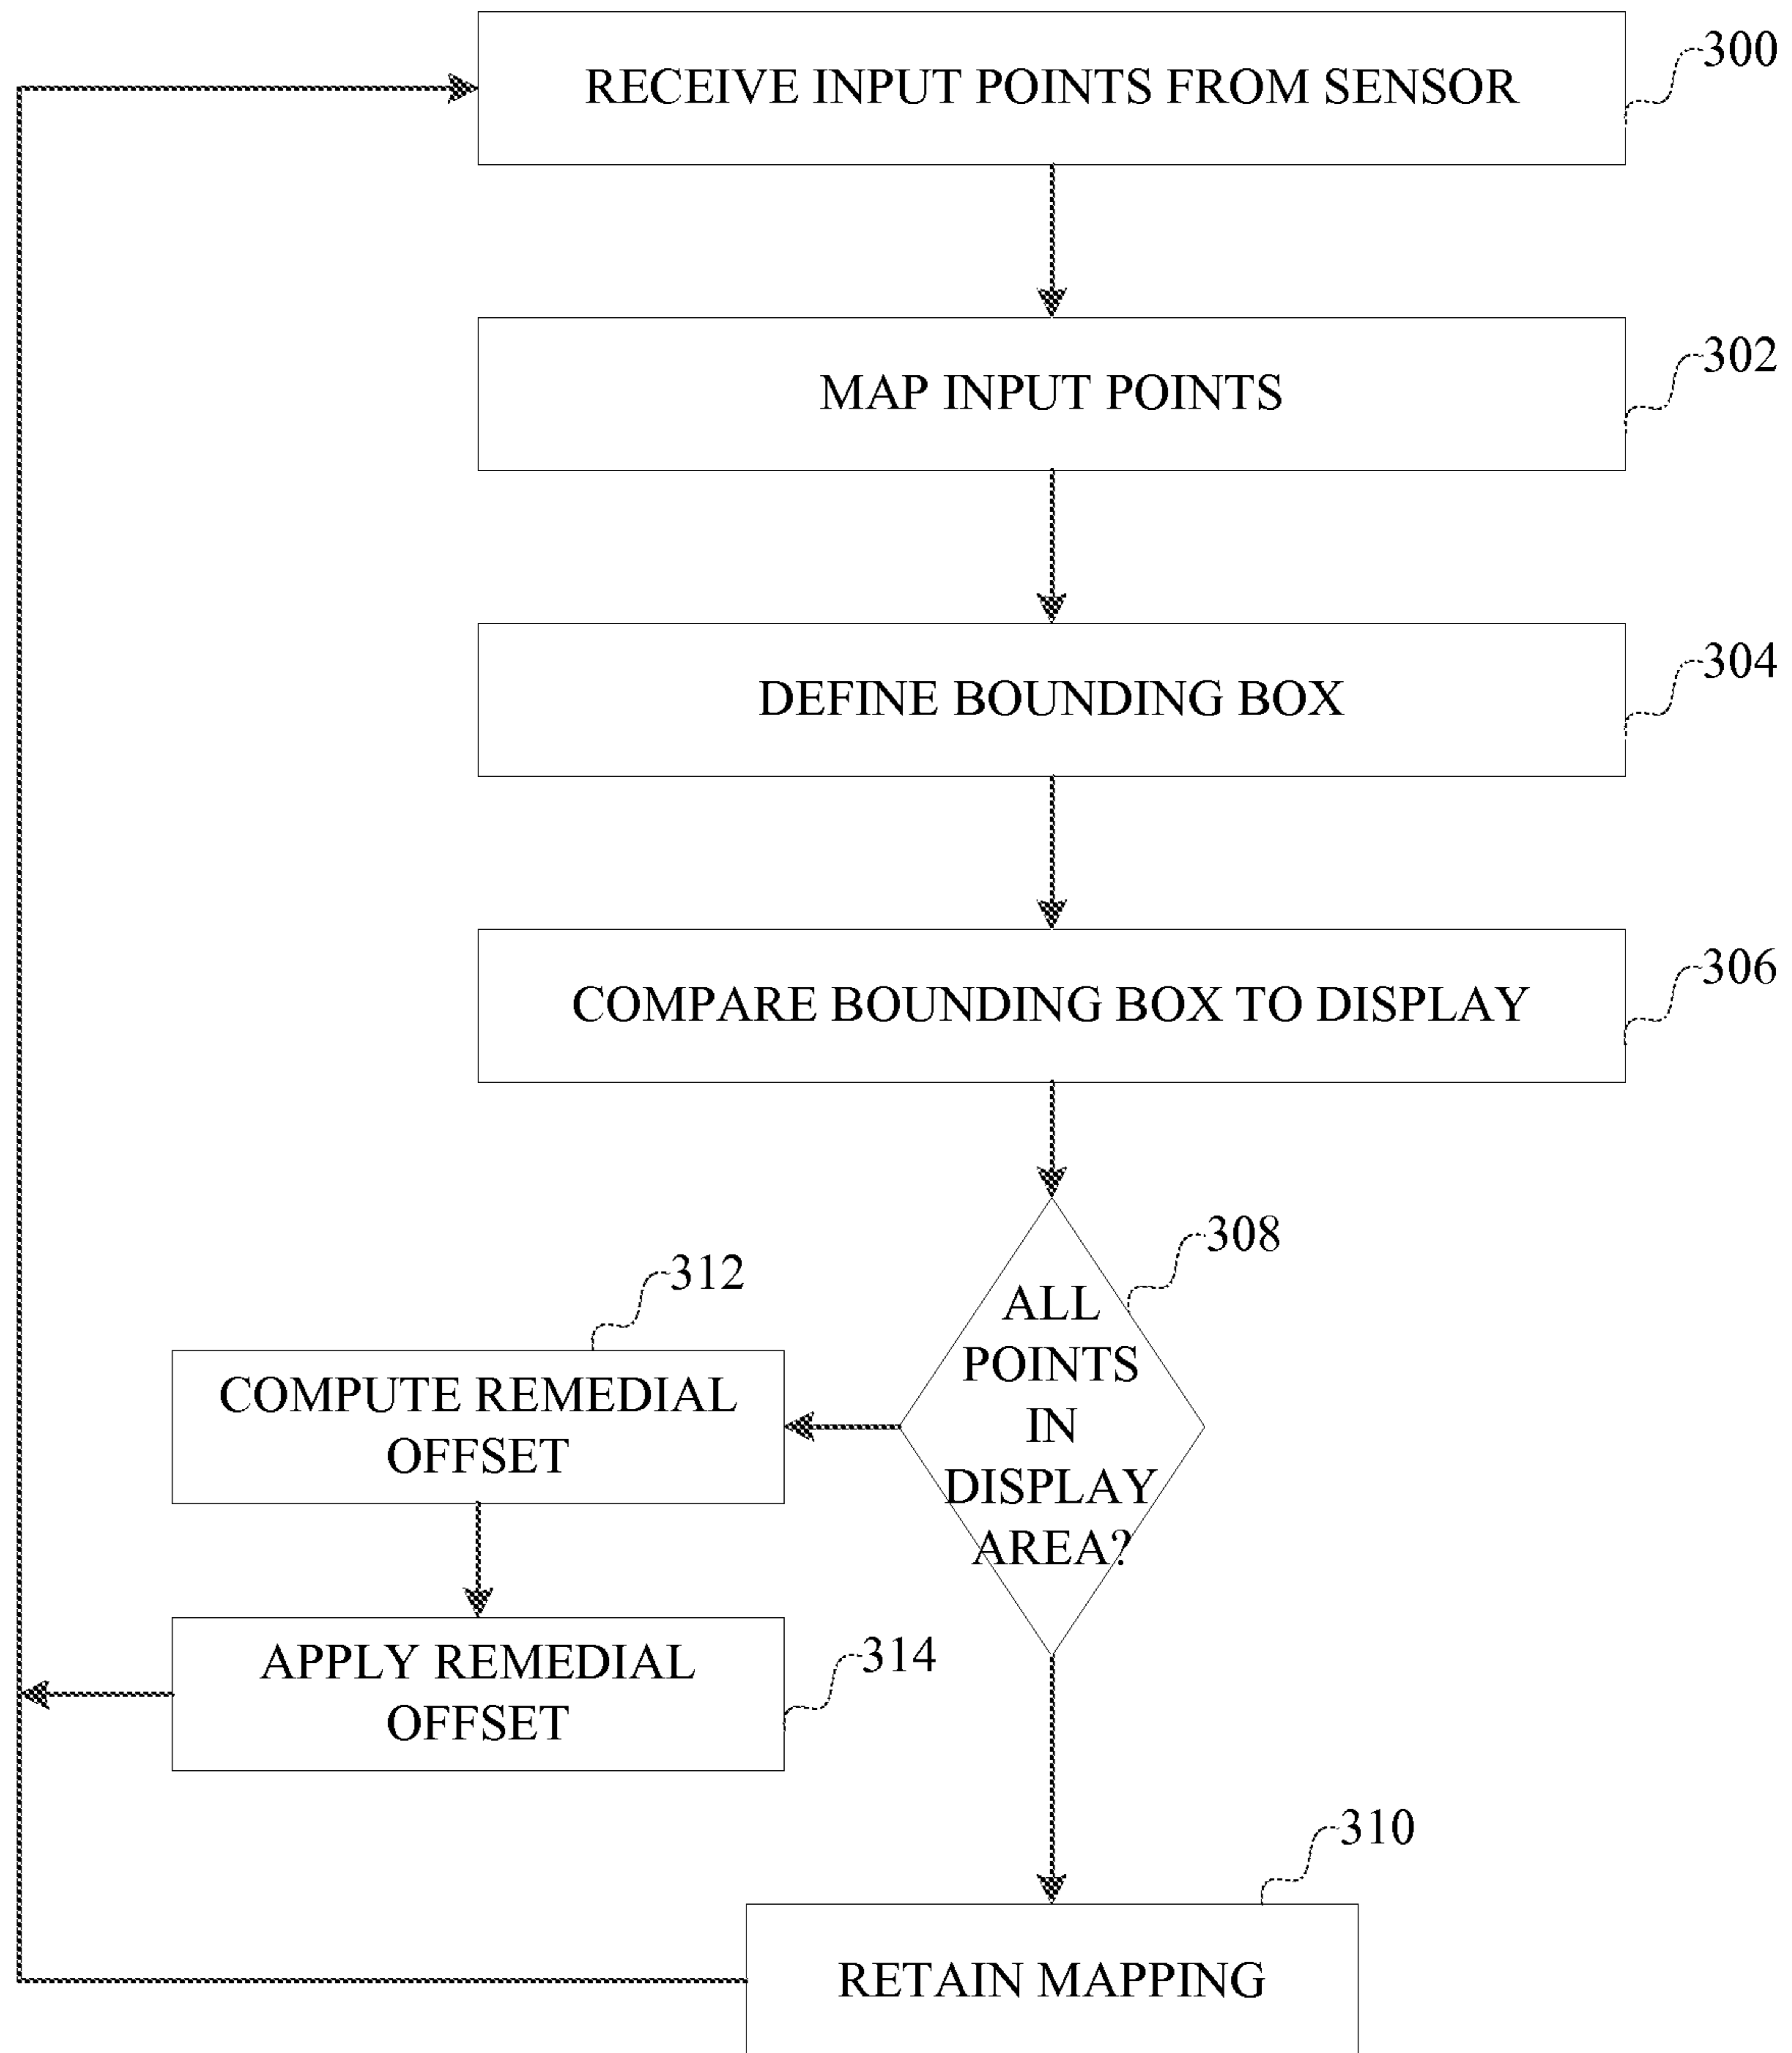 RECEIVE INPUT POINTS FROM SENSOR
300
MAP INPUT POINTS
302
DEFINE BOUNDING BOX
304
COMPARE BOUNDING BOX TO DISPLAY
306
ALL
POINTS
IN
DISPLAY
AREA?
308
COMPUTE REMEDIAL
OFFSET
312
APPLY REMEDIAL
OFFSET
314
RETAIN MAPPING
310